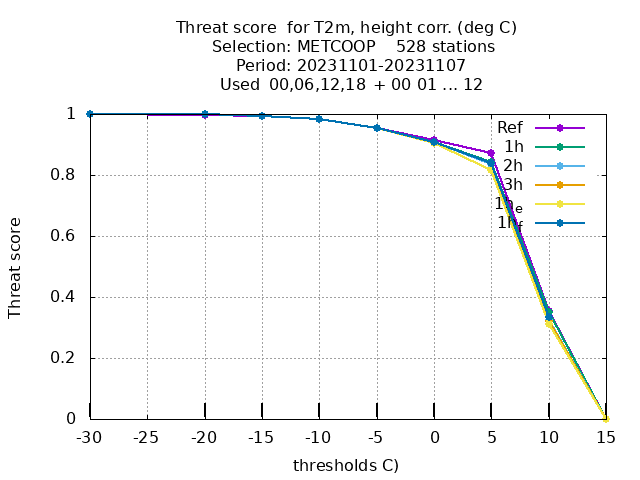 Threat score  for T2m, height corr. (deg C)
Selection: METCOOP    528 stations
Period: 20231101-20231107
Used  00,06,12,18  + 00 01 ... 12
Threat score
1
0.8
0.6
0.4
0.2
0
Ref
1h
2h
3h
1h_e
1h_f
-30 -25 -20 -15 -10 -5 0 5 10 15
thresholds C)